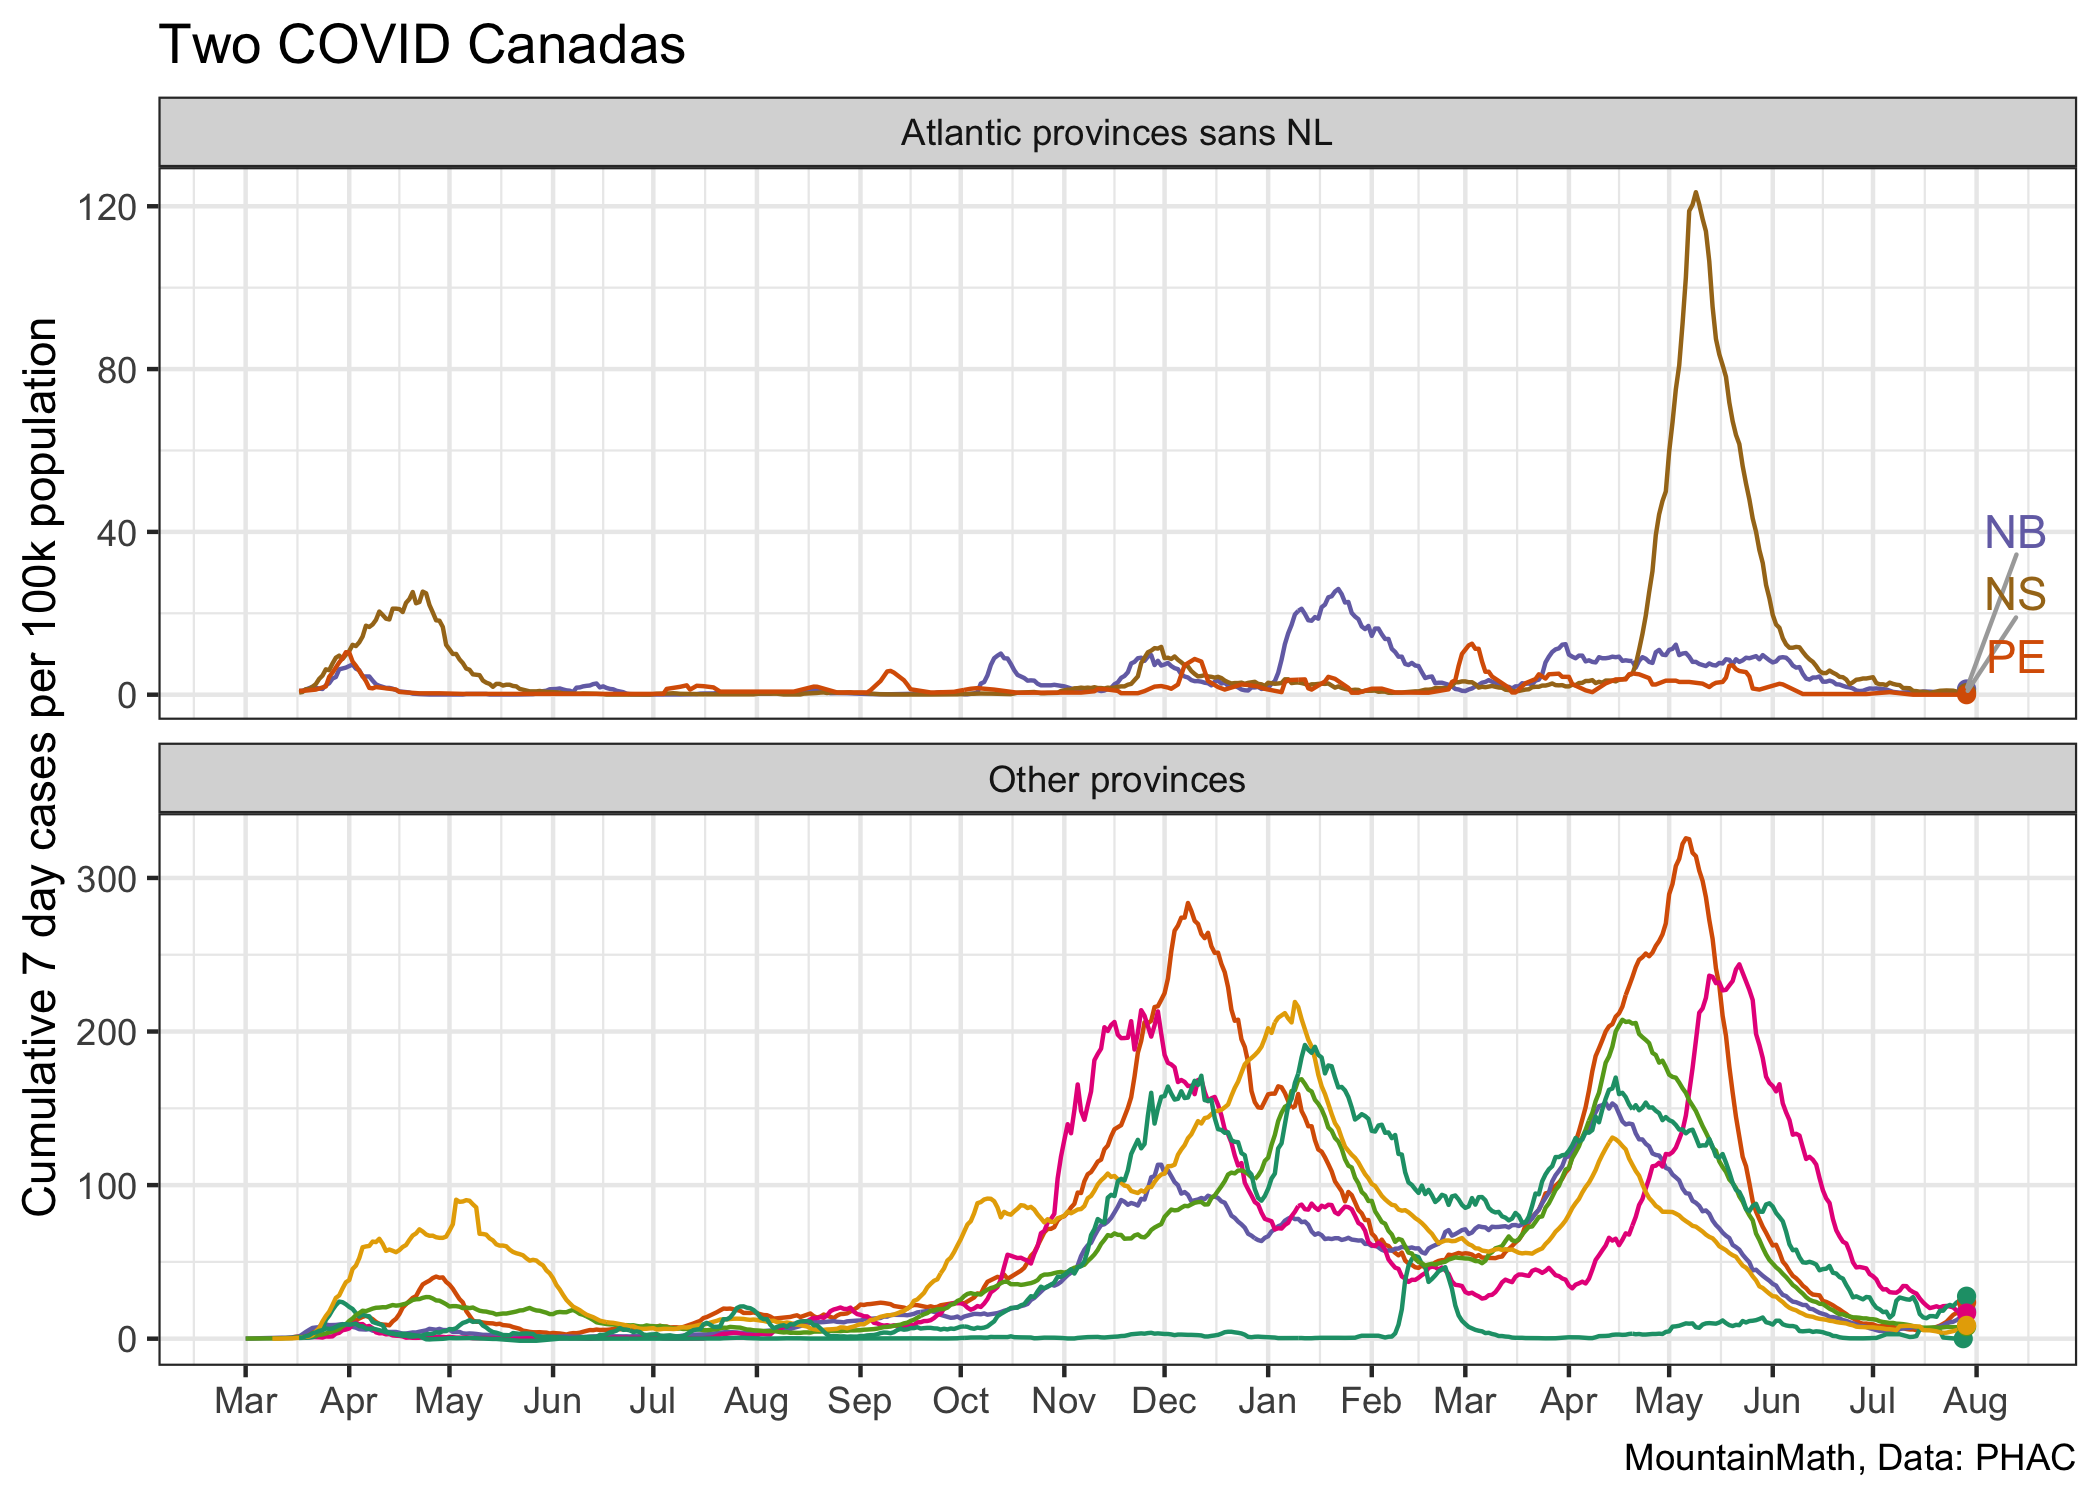 Two COVID Canadas
Atlantic provinces sans NL
Cumulative 7 day cases per 100k population
120
80
40
0
NB
NS
PE
Other provinces
300
200
100
0
Mar Apr May Jun Jul Aug Sep Oct Nov Dec Jan Feb Mar Apr May Jun Jul Aug
MountainMath, Data: PHAC